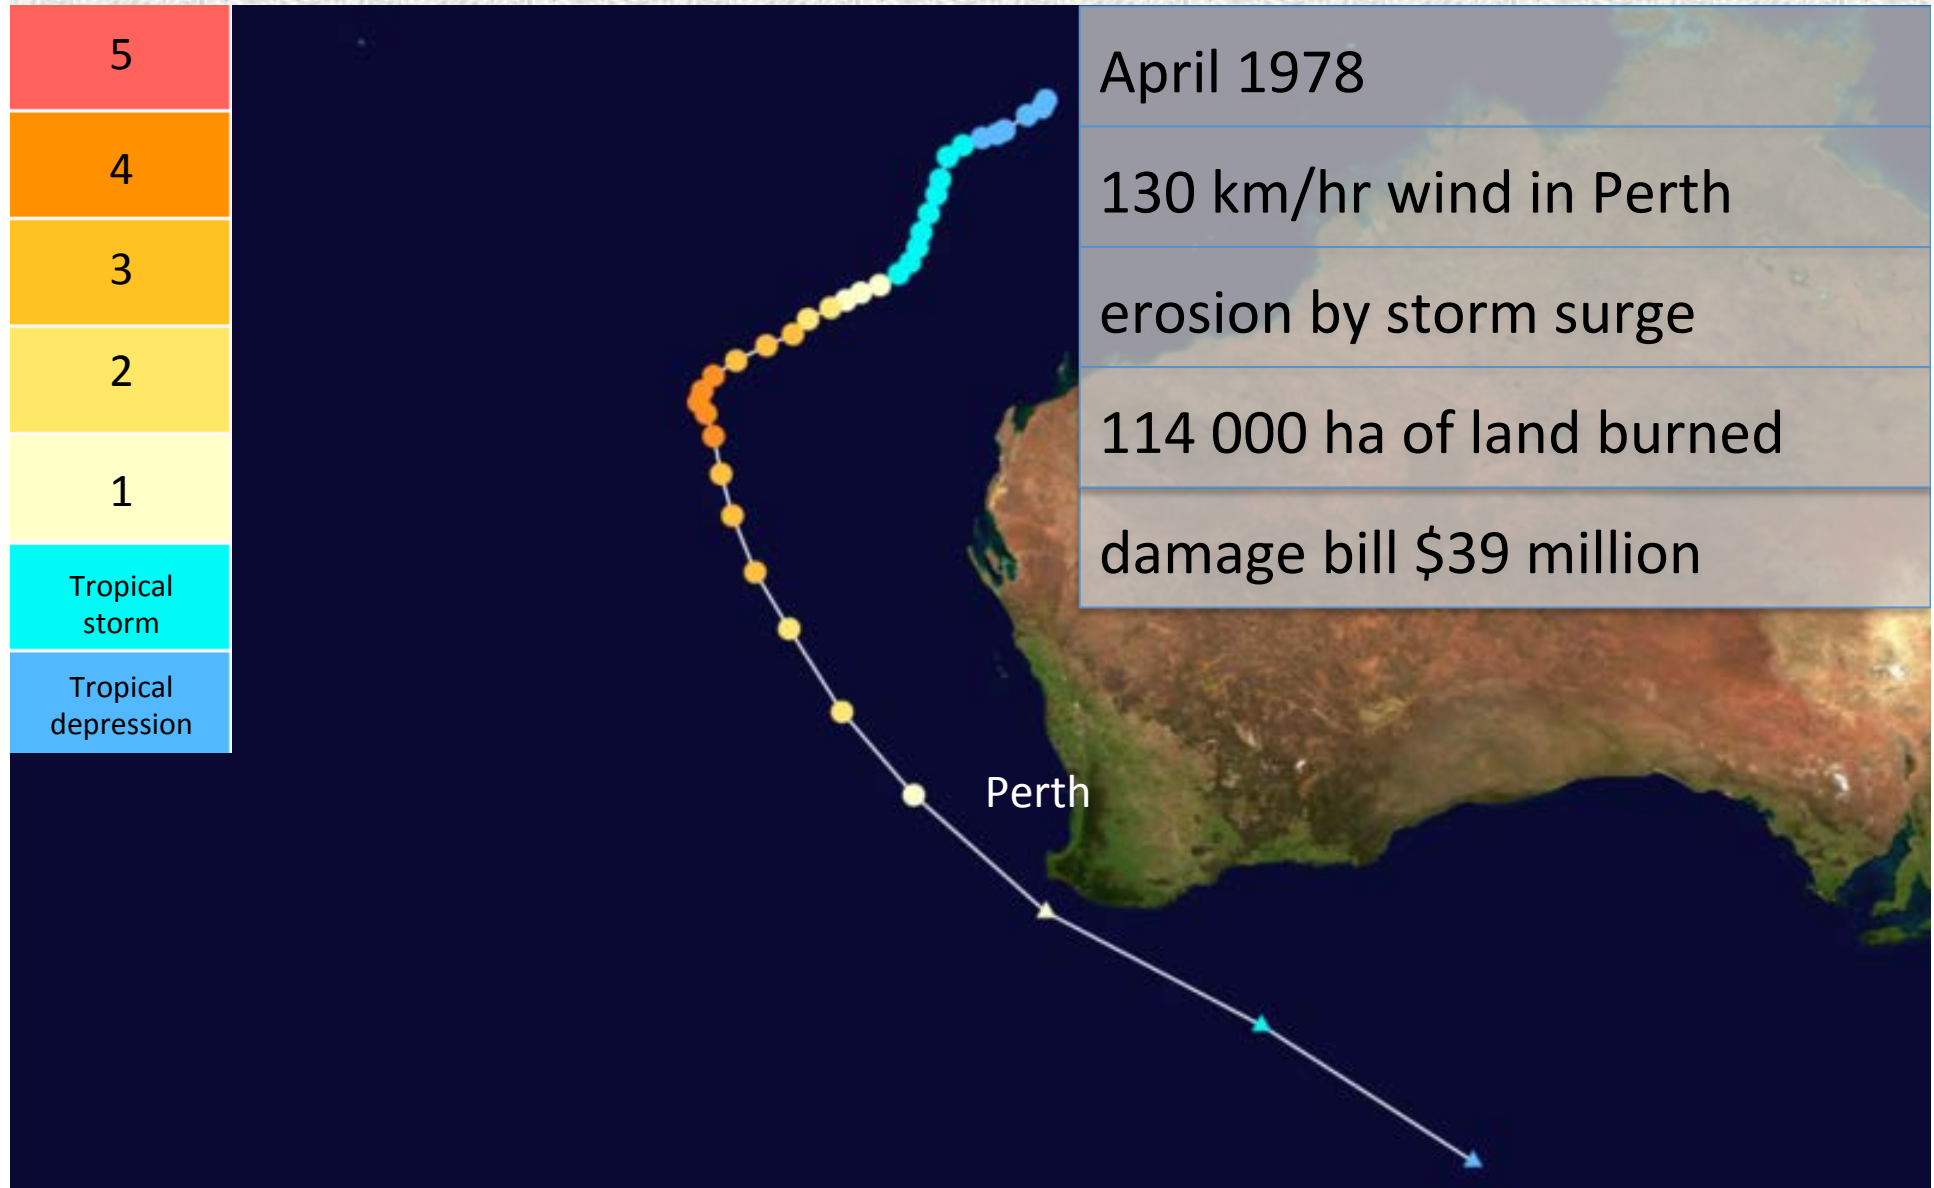 5
4
3
2
1
Tropical
storm
Tropical
depression
April 1978
130 km/hr wind in Perth
erosion by storm surge
114 000 ha of land burned
damage bill $39 million
Perth